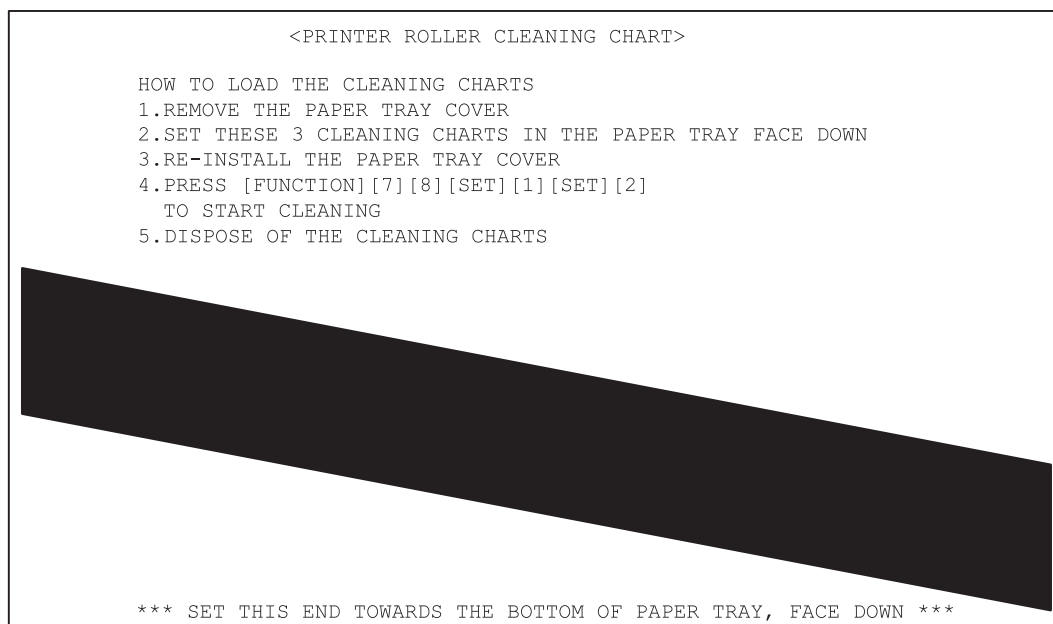 <PRINTER ROLLER CLEANING CHART>
HOW TO LOAD THE CLEANING CHARTS
1.REMOVE THE PAPER TRAY COVER
2.SET THESE 3 CLEANING CHARTS IN THE PAPER TRAY FACE DOWN
3.RE-INSTALL THE PAPER TRAY COVER
4.PRESS [FUNCTION][7][8][SET][1][SET][2]
TO START CLEANING
5.DISPOSE OF THE CLEANING CHARTS
*** SET THIS END TOWARDS THE BOTTOM OF PAPER TRAY, FACE DOWN ***